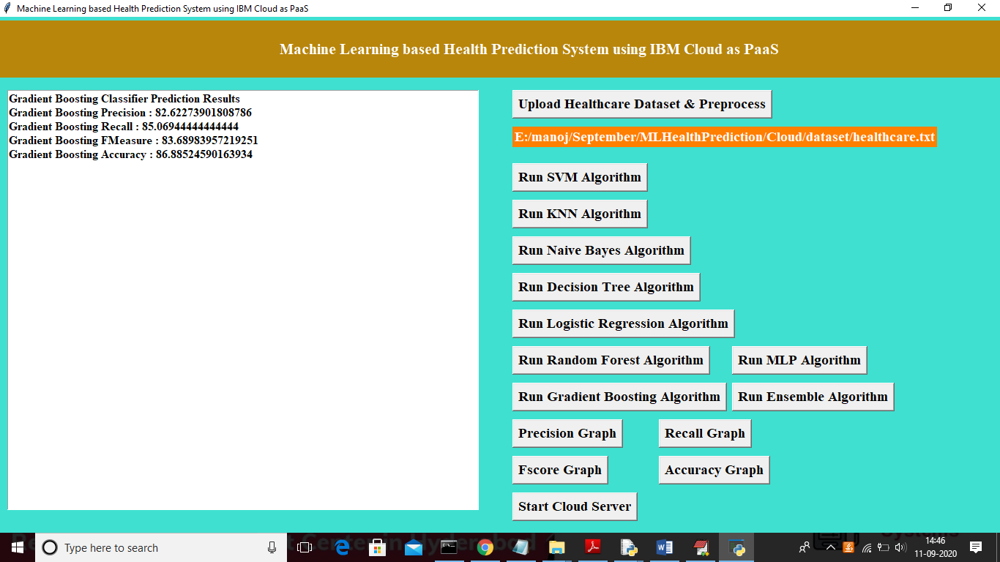 Machine Learning based Health Prediction System using IBM Cloud as PaaS
Machine Learning based Health Prediction System using IBM Cloud as PaaS
Gradient Boosting Classifier Prediction Results
Gradient Boosting Precision : 82.62273901808786
Gradient Boosting Recall : 85.06944444444444
Gradient Boosting FMeasure : 83.68983957219251
Gradient Boosting Accuracy : 86.88524590163934
Upload Healthcare Dataset & Preprocess
E:/manoj/September/MLHealthPrediction/Cloud/dataset/healthcare.txt
Run SVM Algorithm
Run KNN Algorithm
Run Naive Bayes Algorithm
Run Decision Tree Algorithm
Run Logistic Regression Algorithm
Run Random Forest Algorithm
Run MLP Algorithm
Run Gradient Boosting Algorithm
Run Ensemble Algorithm
Precision Graph
Recall Graph
Fscore Graph
Accuracy Graph
Start Cloud Server
Type here to search
14:46
11-09-2020